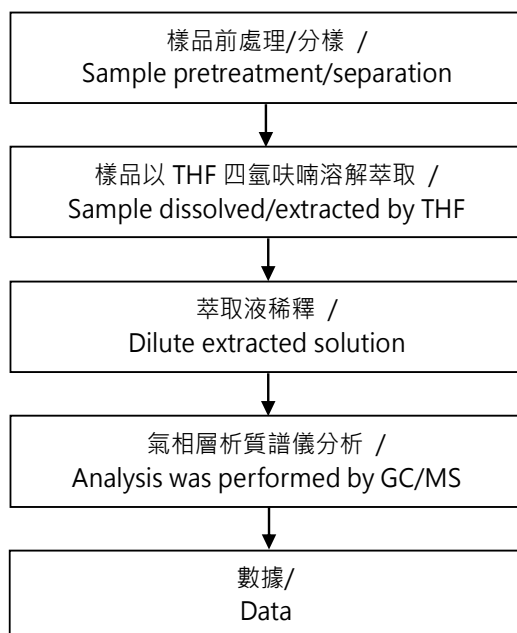 樣品前處理/分樣 /
Sample pretreatment/separation
樣品以 THF 四氫呋喃溶解萃取 /
Sample dissolved/extracted by THF
萃取液稀釋 /
Dilute extracted solution
氣相層析質譜儀分析 /
Analysis was performed by GC/MS
數據/
Data